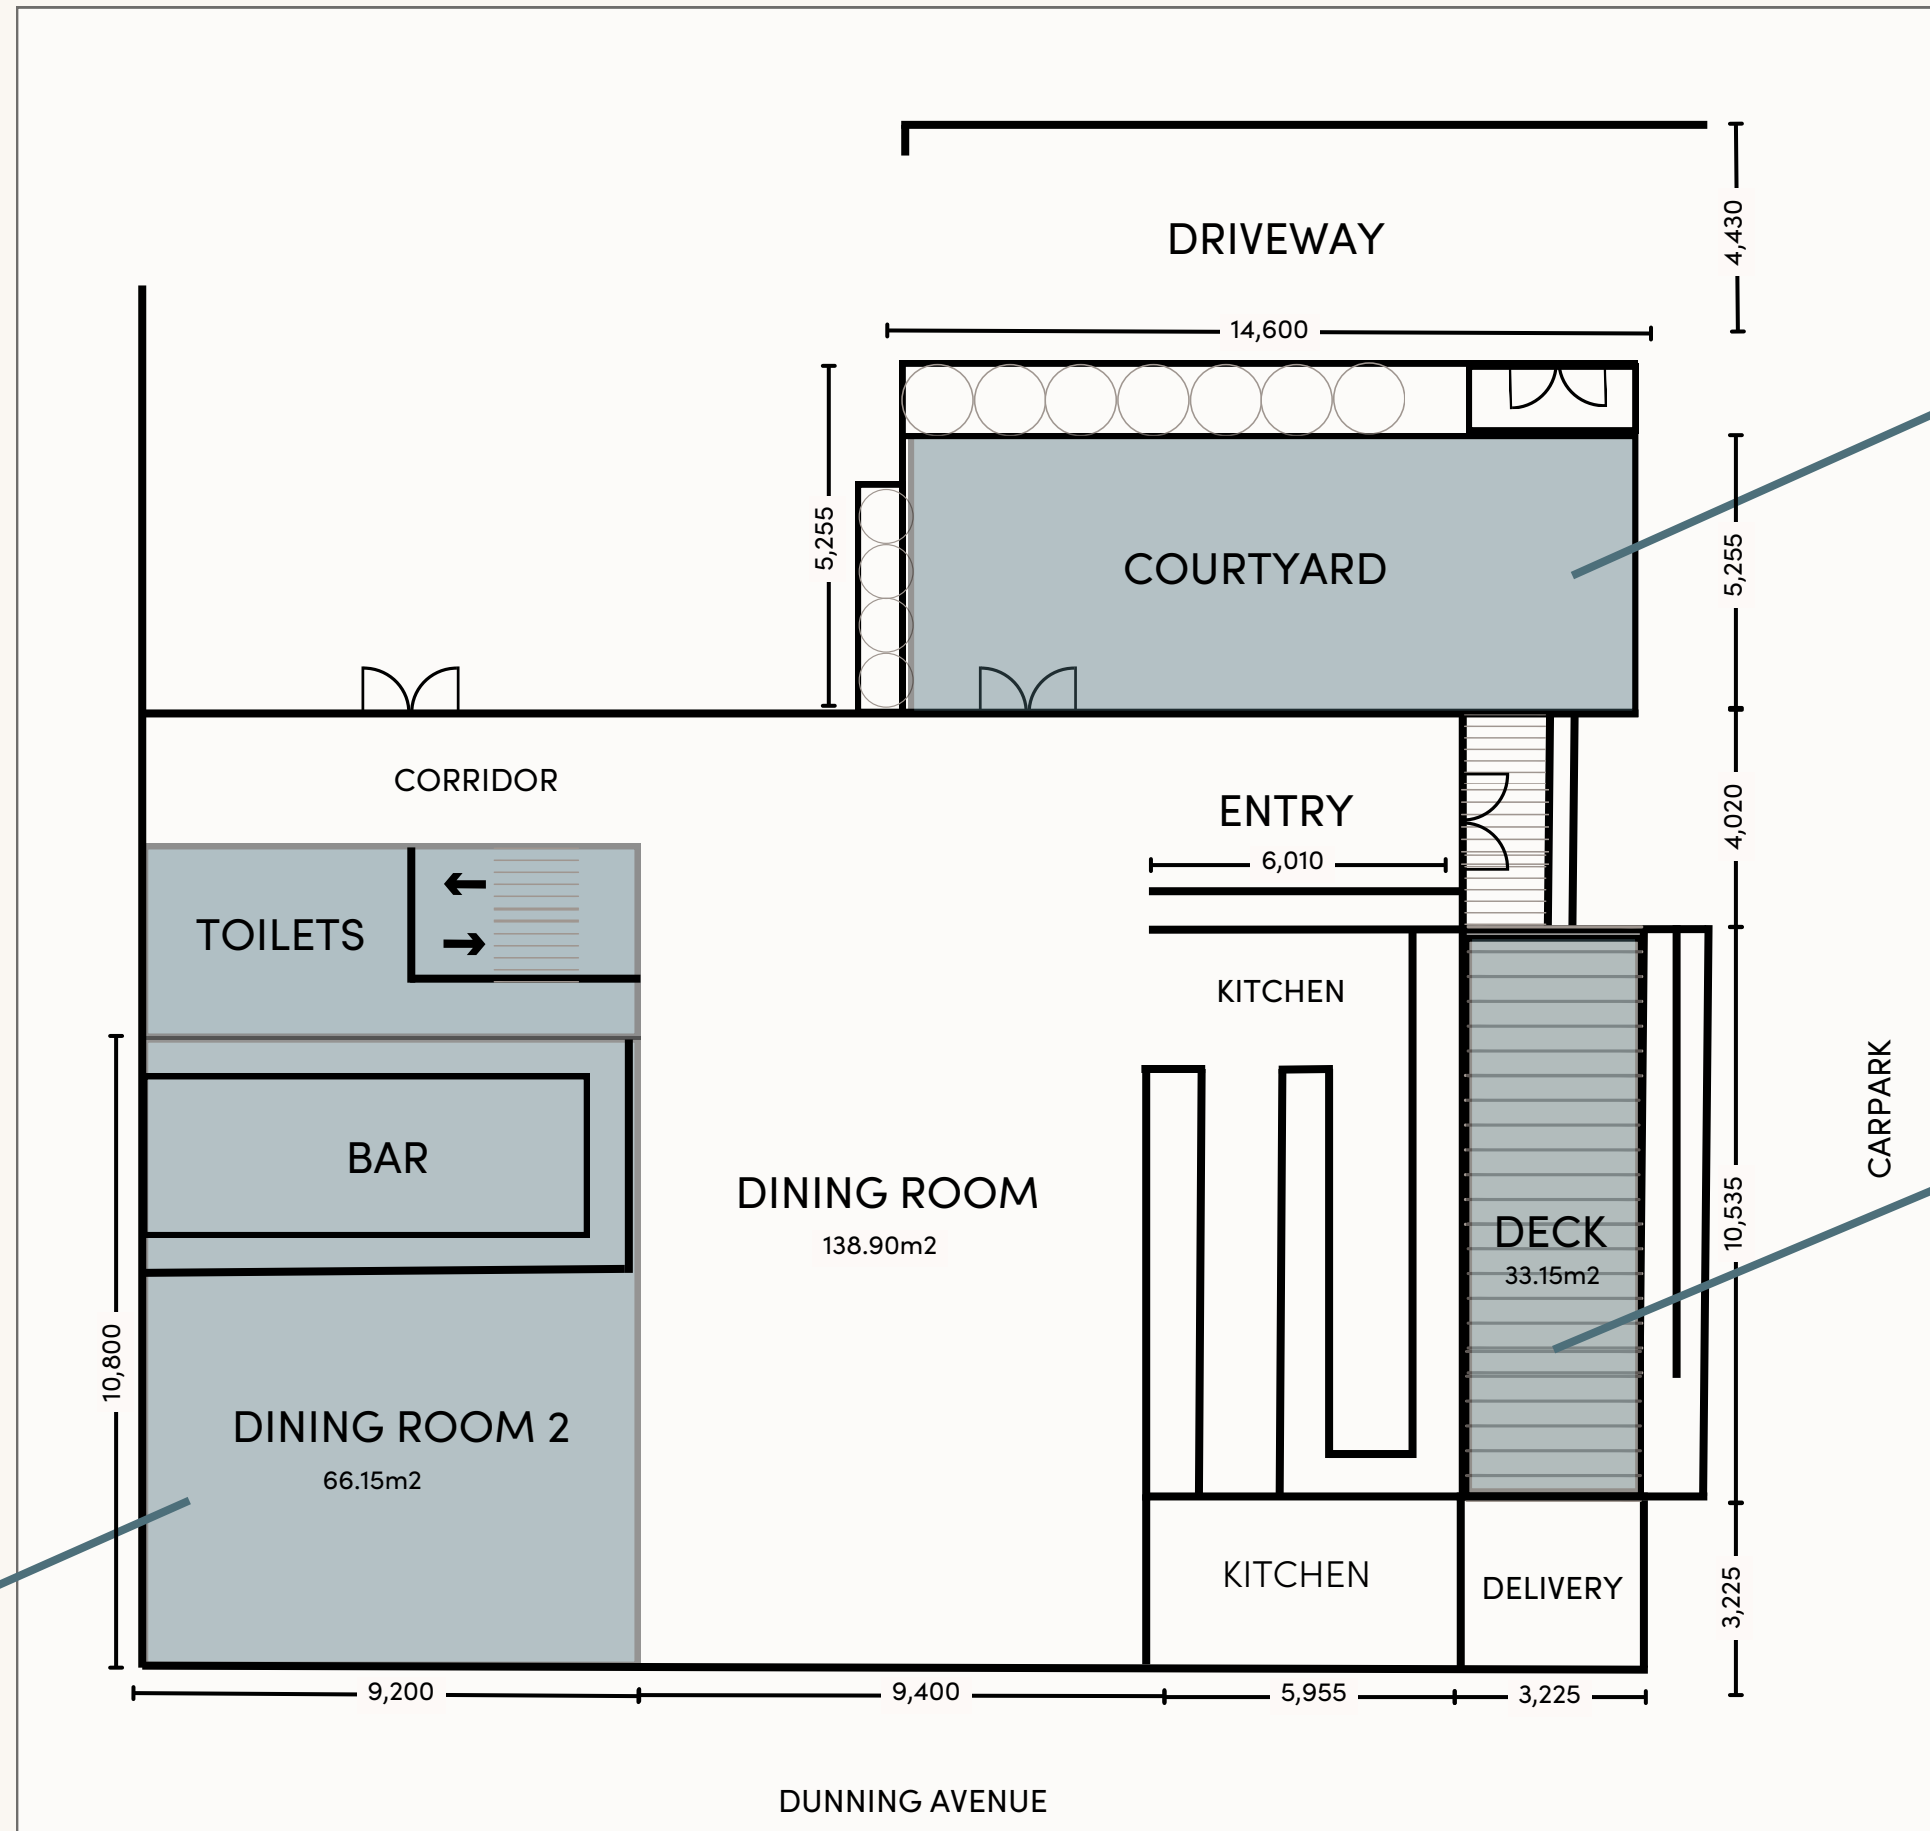 DRIVEWAY
4,430
14,600
5,255
COURTYARD
5,255
CORRIDOR
ENTRY
4,020
6,010
TOILETS
KITCHEN
BAR
CARPARK
DINING ROOM
138.90m2
10,535
DECK
33.15m2
10,800
DINING ROOM 2
66.15m2
KITCHEN
DELIVERY
3,225
9,200
9,400
5,955
3,225
DUNNING AVENUE